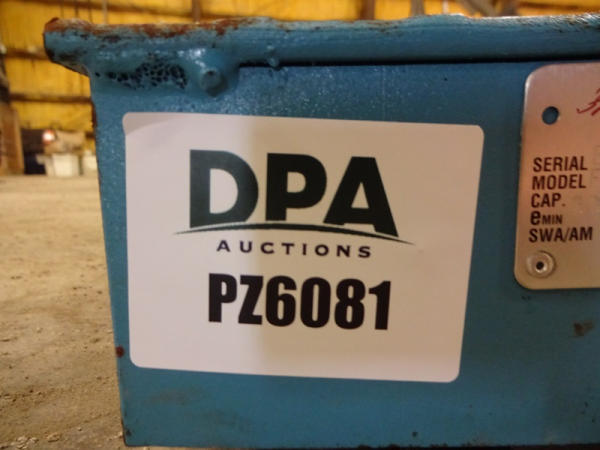 DPA
AUCTIONS
PZ6081
SERIAL
MODEL
CAP.
eMIN
SWA/AM